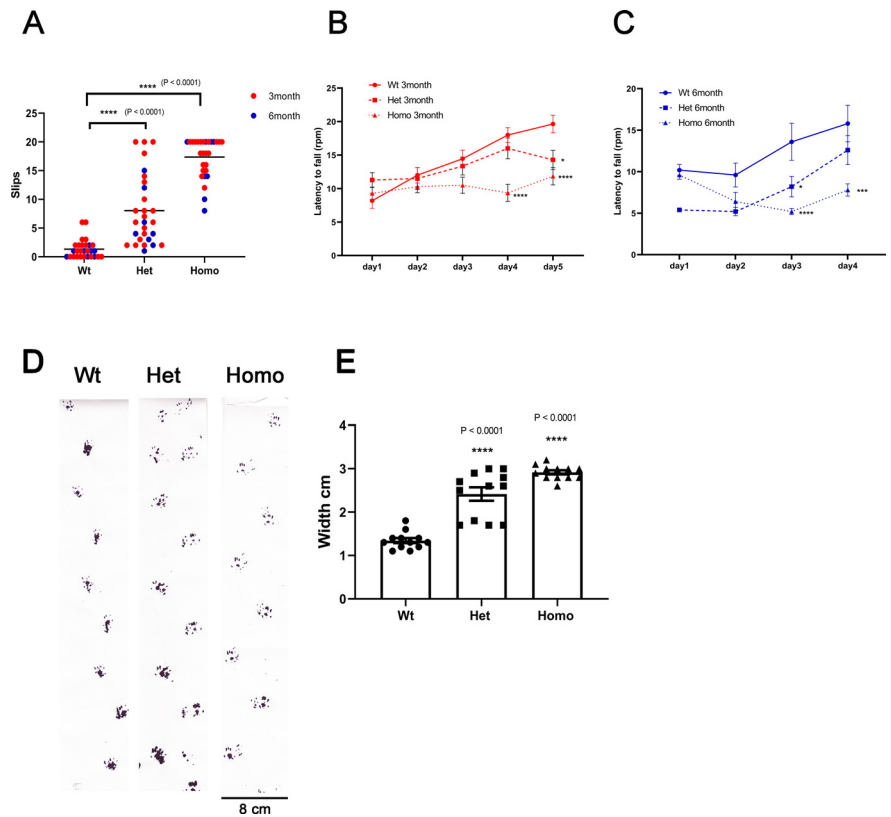 A
**** (P < 0.0001)
**** (P < 0.0001)
3month
6month
Slips
25
20
15
10
5
0
Wt
Het
Homo
B
Wt 3month
Het 3month
Homo 3month
Latency to fall (rpm)
25
20
15
10
5
0
*
****
****
day1
day2
day3
day4
day5
C
Wt 6month
Het 6month
Homo 6month
Latency to fall (rpm)
20
15
10
5
0
*
****
***
day1
day2
day3
day4
D
Wt
Het
Homo
8 cm
E
P < 0.0001
****
P < 0.0001
****
Width cm
4
3
2
1
0
Wt
Het
Homo